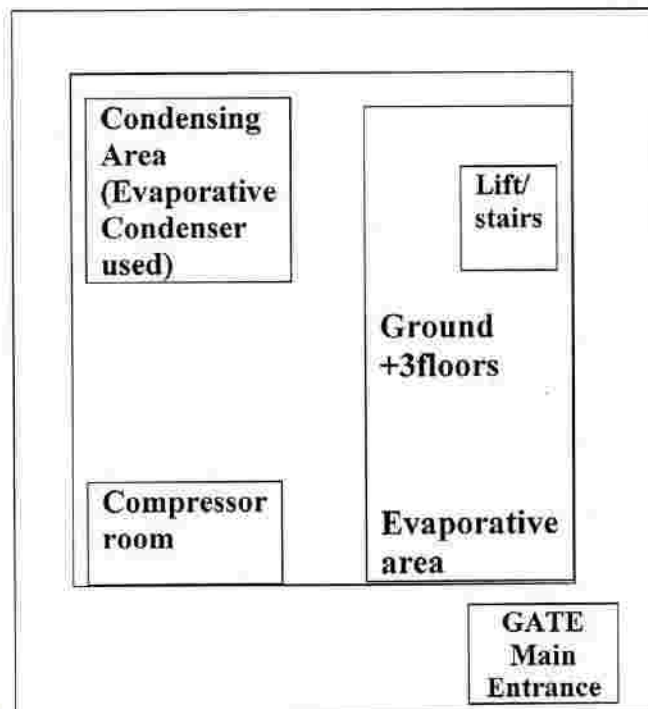 Condensing
Area
(Evaporative
Condenser
used)
Lift/
stairs
Ground
+3floors
Compressor
room
Evaporative
area
GATE
Main
Entrance